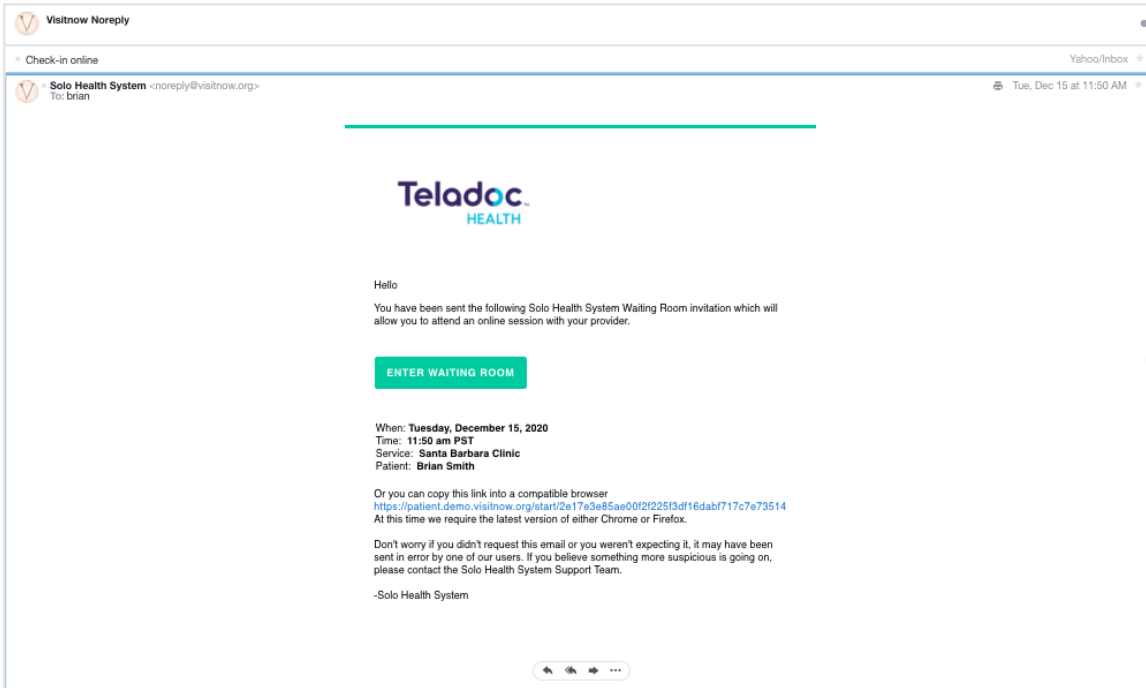 Visitnow Noreply
Check-in online
Yahoo/Inbox
Solo Health System <noreply@visitnow.org>
Tue, Dec 15 at 11:50 AM
To: brian
Teladoc™
HEALTH
Hello
You have been sent the following Solo Health System Waiting Room invitation which will
allow you to attend an online session with your provider.
ENTER WAITING ROOM
When: Tuesday, December 15, 2020
Time: 11:50 am PST
Service: Santa Barbara Clinic
Patient: Brian Smith
Or you can copy this link into a compatible browser
https://patient.demo.visitnow.org/start/2e17e3e85ae00f2f225f3df16dabf717c7e73514
At this time we require the latest version of either Chrome or Firefox.
Don't worry if you didn't request this email or you weren't expecting it, it may have been
sent in error by one of our users. If you believe something more suspicious is going on,
please contact the Solo Health System Support Team.
-Solo Health System